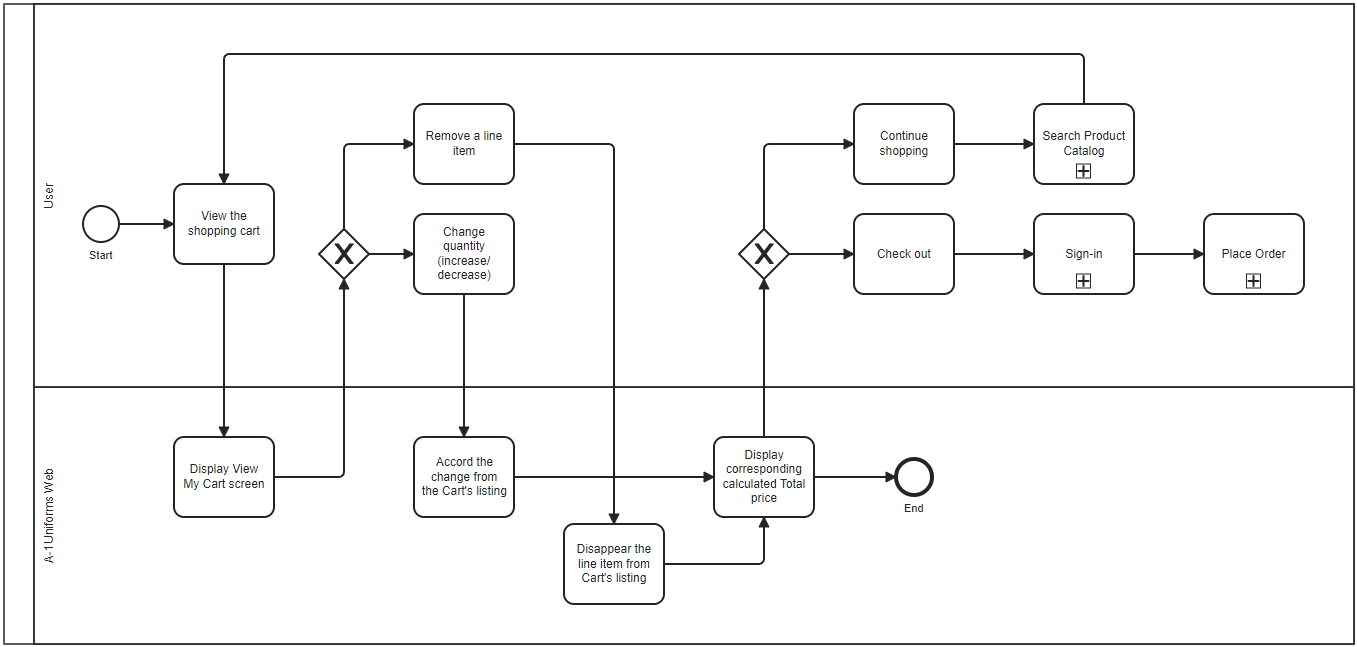 User
Start
View the
shopping cart
Remove a line
item
Change
quantity
(increase/
decrease)
Continue
shopping
Search Product
Catalog
Check out
Sign-in
Place Order
A-1 Uniforms Web
Display View
My Cart screen
Accord the
change from
the Cart's listing
Disappear the
line item from
Cart's listing
Display
corresponding
calculated Total
price
End